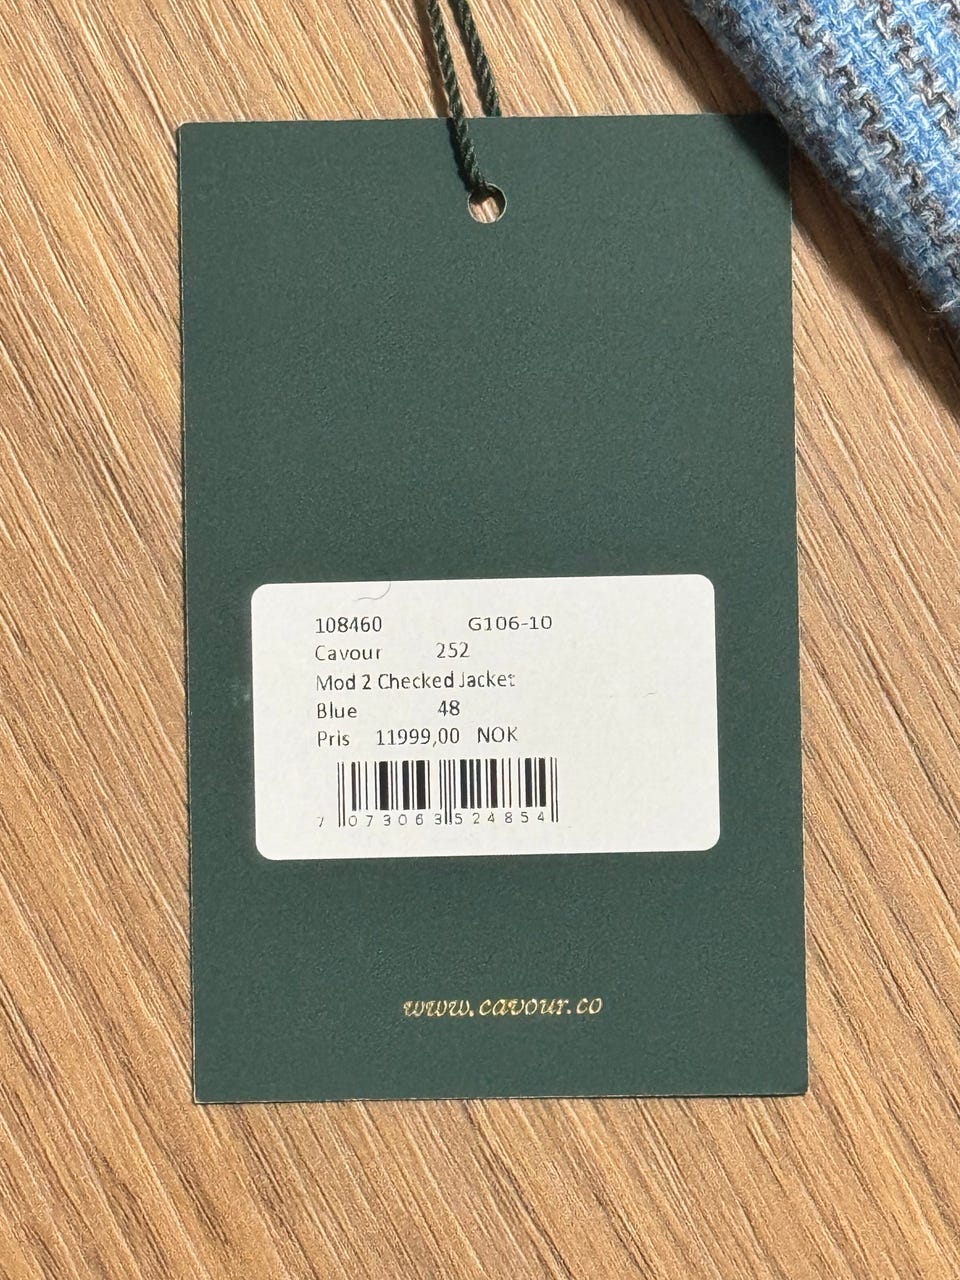 108460 G106-10
Cavour 252
Mod 2 Checked Jacket
Blue 48
Pris 11999,00 NOK
7 073063 524854
www.cavour.co